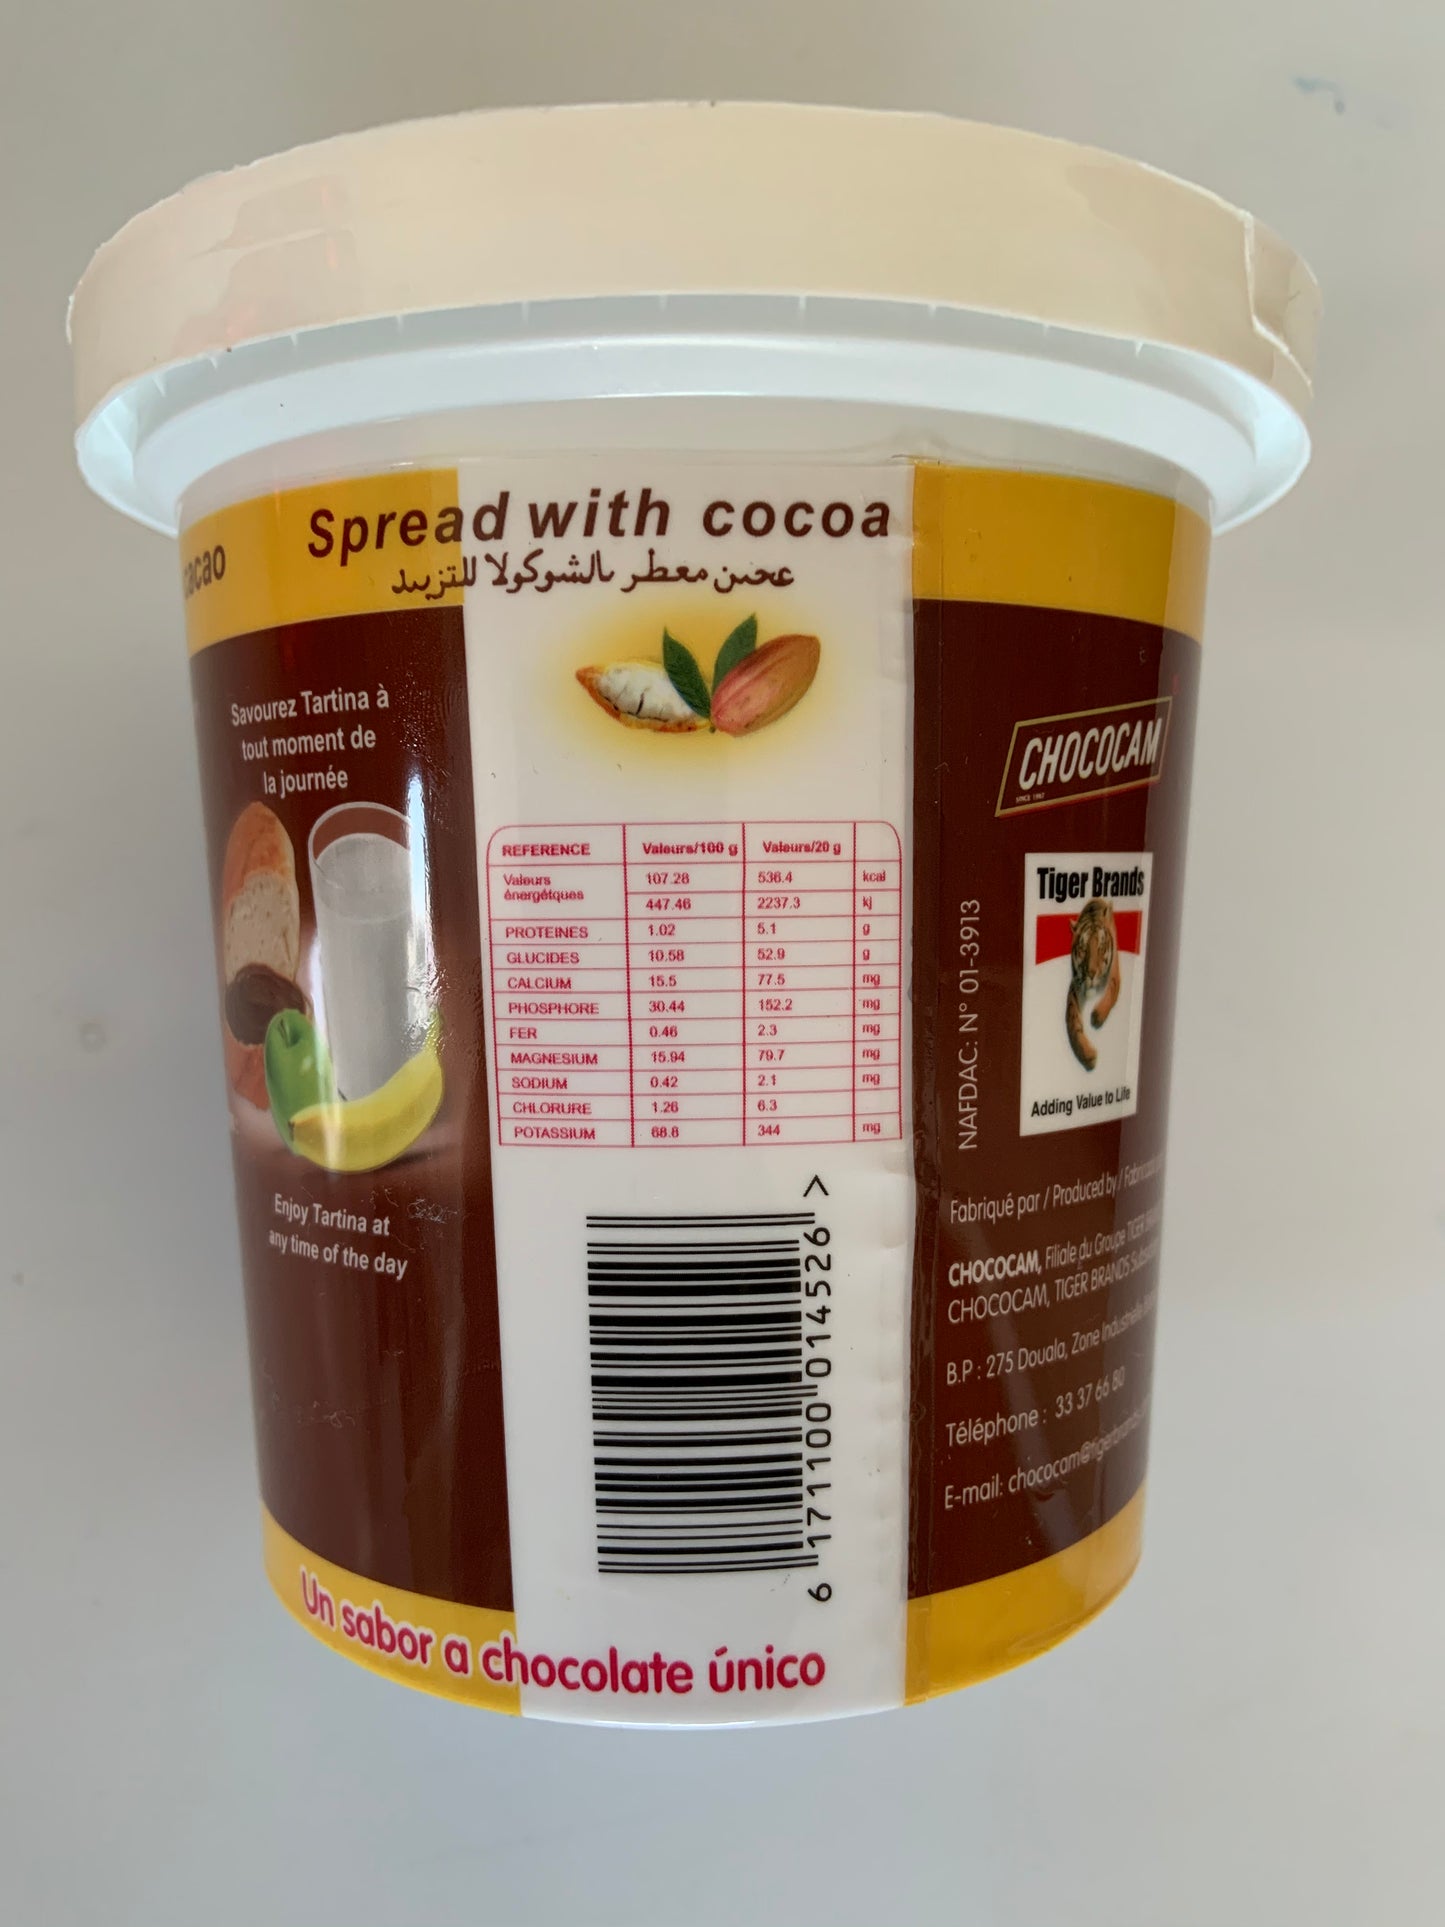 cacao
Spread with cocoa
عجين معطر بالشوكولا للتزبيد
Savourez Tartina à
tout moment de
la journée
Enjoy Tartina at
any time of the day
REFERENCE Valeurs/100 g Valeurs/20 g
Valeurs énergétques 107.28 536.4 kcal
447.46 2237.3 kj
PROTEINES 1.02 5.1 g
GLUCIDES 10.58 52.9 g
CALCIUM 15.5 77.5 mg
PHOSPHORE 30.44 152.2 mg
FER 0.46 2.3 mg
MAGNESIUM 15.94 79.7 mg
SODIUM 0.42 2.1 mg
CHLORURE 1.26 6.3
POTASSIUM 68.8 344 mg
6 171100 014526 >
Un sabor a chocolate único
CHOCOCAM
SINCE 1967
Tiger Brands
Adding Value to Life
NAFDAC: N° 01-3913
Fabriqué par / Produced by /
CHOCOCAM, Filiale du Groupe TIGER
CHOCOCAM, TIGER BRANDS
B.P : 275 Douala, Zone Industrielle
Téléphone : 33 37 66 80
E-mail: chococam@tigerbrands